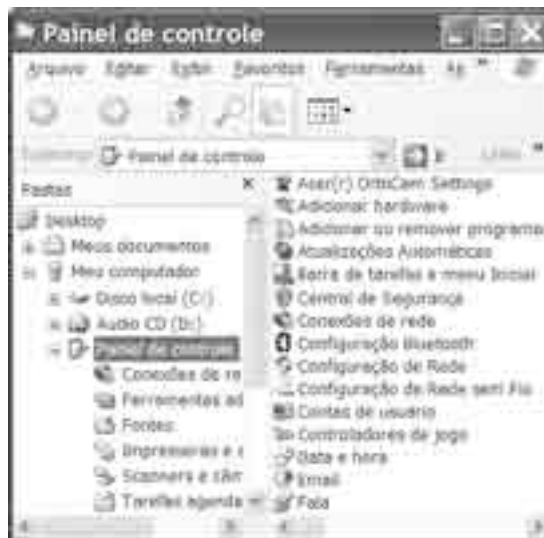 Painel de controle
Arquivo Editar Exibir Favoritos Ferramentas
Painel de controle
Pastas
Desktop
Meus documentos
Meu computador
Disco local (C:)
Audio CD (D:)
Painel de controle
Conexões de re
Ferramentas ad
Fontes
Impressoras e
Scanners e câm
Tarefas agenda
Acer(r) OrbiCam Settings
Adicionar hardware
Adicionar ou remover programa
Atualizações Automáticas
Barra de tarefas e menu Iniciar
Central de Segurança
Conexões de rede
Configuração Bluetooth
Configuração de Rede
Configuração de Rede sem Fio
Contas de usuário
Controladores de jogo
Data e hora
Email
Fala